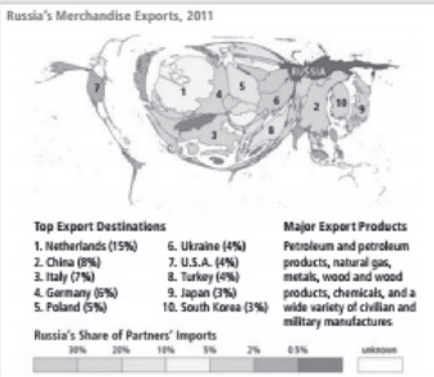 Russia's Merchandise Exports, 2011
RUSSIA
7
1
4
5
6
3
8
2
10
9
Top Export Destinations
1. Netherlands (15%)
2. China (8%)
3. Italy (7%)
4. Germany (6%)
5. Poland (5%)
6. Ukraine (4%)
7. U.S.A. (4%)
8. Turkey (4%)
9. Japan (3%)
10. South Korea (3%)
Major Export Products
Petroleum and petroleum
products, natural gas,
metals, wood and wood
products, chemicals, and a
wide variety of civilian and
military manufactures
Russia's Share of Partners' Imports
30% 20% 10% 5% 2% 0.5% unknown